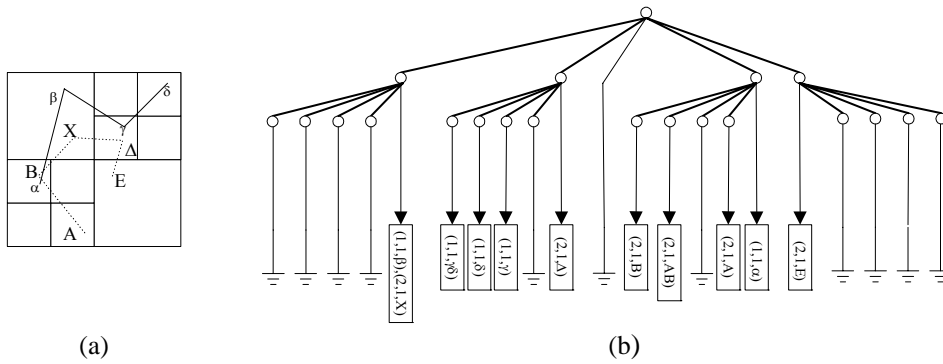 β
δ
γ
X
Δ
B
α
E
A
(1,1,β),(2,1,X)
(1,1,γδ)
(1,1,δ)
(1,1,γ)
(2,1,Δ)
(2,1,B)
(2,1,AB)
(2,1,A)
(1,1,α)
(2,1,E)
(a)
(b)